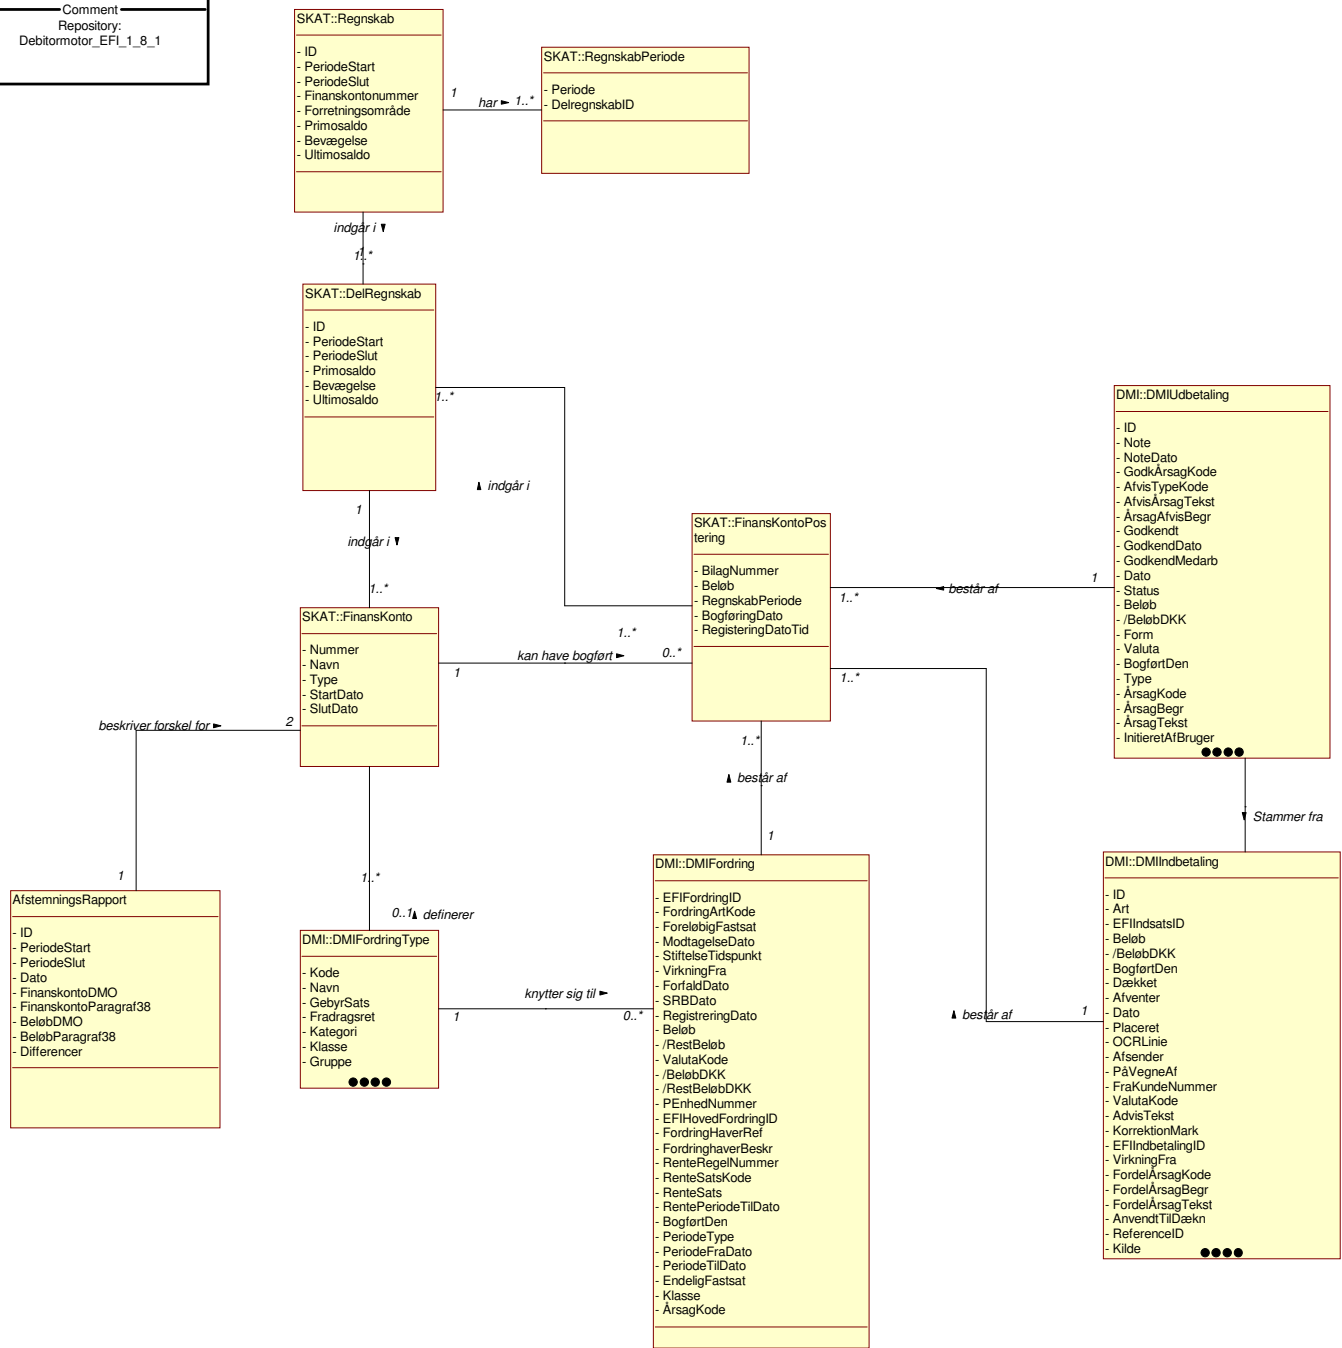 Comment
Repository:
Debitormotor_EFI_1_8_1
SKAT::Regnskab
- ID
- PeriodeStart
- PeriodeSlut
- Finanskontonummer
- Forretningsområde
- Primosaldo
- Bevægelse
- Ultimosaldo
1
har
1..*
SKAT::RegnskabPeriode
- Periode
- DelregnskabID
indgår i
1
1..*
SKAT::DelRegnskab
- ID
- PeriodeStart
- PeriodeSlut
- Primosaldo
- Bevægelse
- Ultimosaldo
1..*
indgår i
1
indgår i
1..*
SKAT::FinansKonto
- Nummer
- Navn
- Type
- StartDato
- SlutDato
1
kan have bogført
0..*
1..*
SKAT::FinansKontoPos
tering
- BilagNummer
- Beløb
- RegnskabPeriode
- BogføringDato
- RegisteringDatoTid
1..*
består af
1
DMI::DMIUdbetaling
- ID
- Note
- NoteDato
- GodkÅrsagKode
- AfvisTypeKode
- AfvisÅrsagTekst
- ÅrsagAfvisBegr
- Godkendt
- GodkendDato
- GodkendMedarb
- Dato
- Status
- Beløb
- /BeløbDKK
- Form
- Valuta
- BogførtDen
- Type
- ÅrsagKode
- ÅrsagBegr
- ÅrsagTekst
- InitieretAfBruger
Stammer fra
1..*
består af
1
beskriver forskel for
2
1
AfstemningsRapport
- ID
- PeriodeStart
- PeriodeSlut
- Dato
- FinanskontoDMO
- FinanskontoParagraf38
- BeløbDMO
- BeløbParagraf38
- Differencer
1..*
0..1
definerer
DMI::DMIFordringType
- Kode
- Navn
- GebyrSats
- Fradragsret
- Kategori
- Klasse
- Gruppe
knytter sig til
1
0..*
1..*
består af
1
DMI::DMIFordring
- EFIFordringID
- FordringArtKode
- ForeløbigFastsat
- ModtagelseDato
- StiftelseTidspunkt
- VirkningFra
- ForfaldDato
- SRBDato
- RegistreringDato
- Beløb
- /RestBeløb
- ValutaKode
- /BeløbDKK
- /RestBeløbDKK
- PEnhedNummer
- EFIHovedFordringID
- FordringHaverRef
- FordringhaverBeskr
- RenteRegelNummer
- RenteSatsKode
- RenteSats
- RentePeriodeTilDato
- BogførtDen
- PeriodeType
- PeriodeFraDato
- PeriodeTilDato
- EndeligFastsat
- Klasse
- ÅrsagKode
DMI::DMIIndbetaling
- ID
- Art
- EFIIndsatsID
- Beløb
- /BeløbDKK
- BogførtDen
- Dækket
- Afventer
- Dato
- Placeret
- OCRLinie
- Afsender
- PåVegneAf
- FraKundeNummer
- ValutaKode
- AdvisTekst
- KorrektionMark
- EFIIndbetalingID
- VirkningFra
- FordelÅrsagKode
- FordelÅrsagBegr
- FordelÅrsagTekst
- AnvendtTilDækn
- ReferenceID
- Kilde